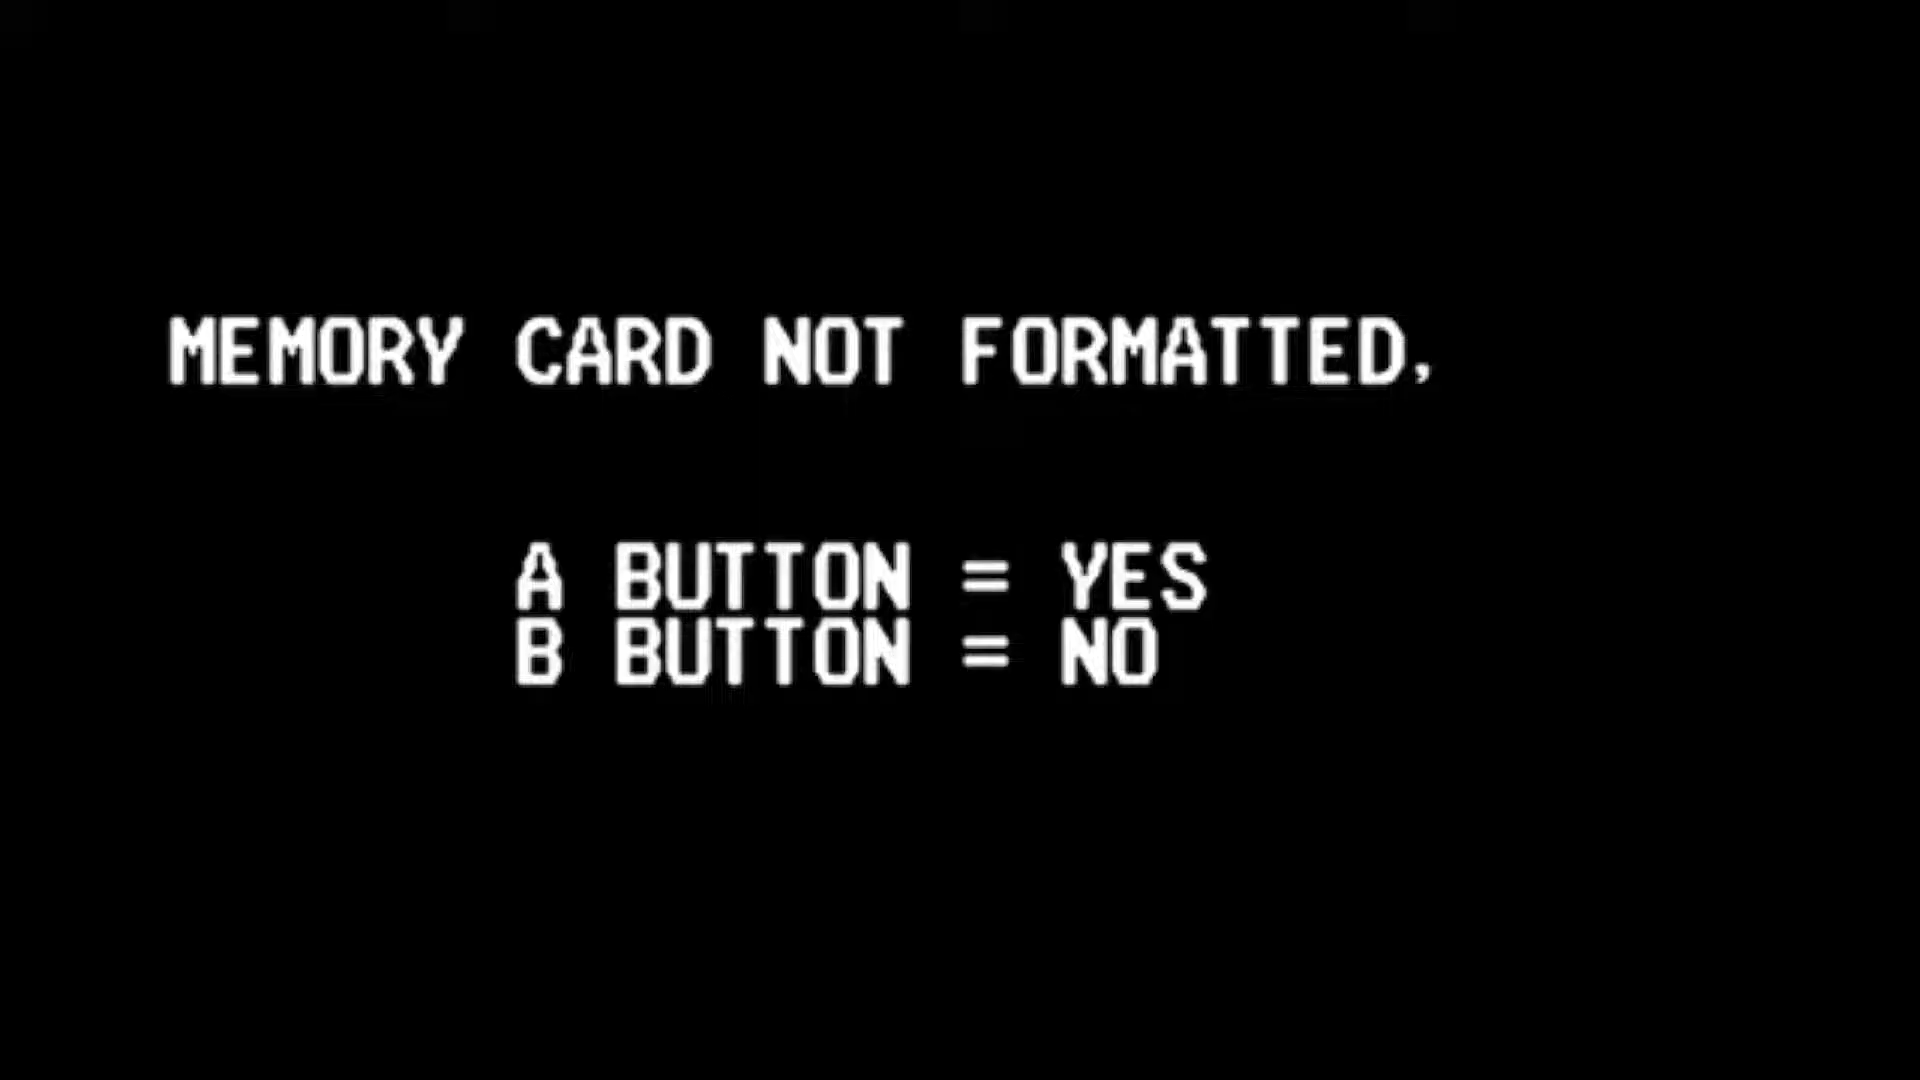 MEMORY CARD NOT FORMATTED,
A BUTTON = YES
B BUTTON = NO